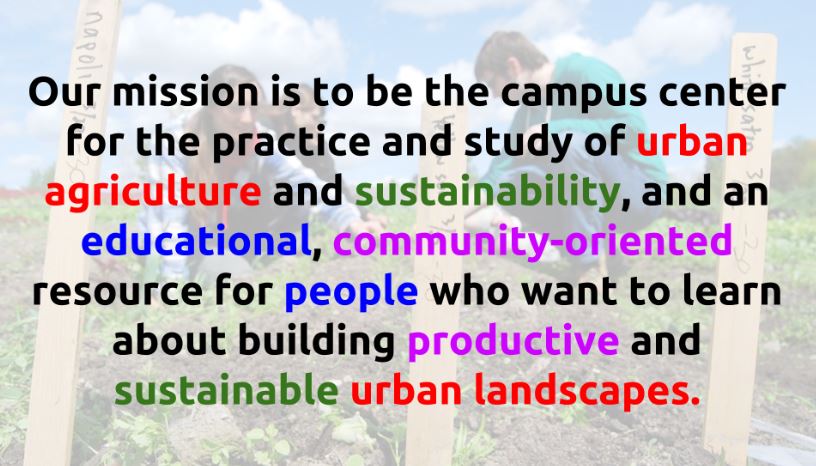 Our mission is to be the campus center
for the practice and study of urban
agriculture and sustainability, and an
educational, community-oriented
resource for people who want to learn
about building productive and
sustainable urban landscapes.